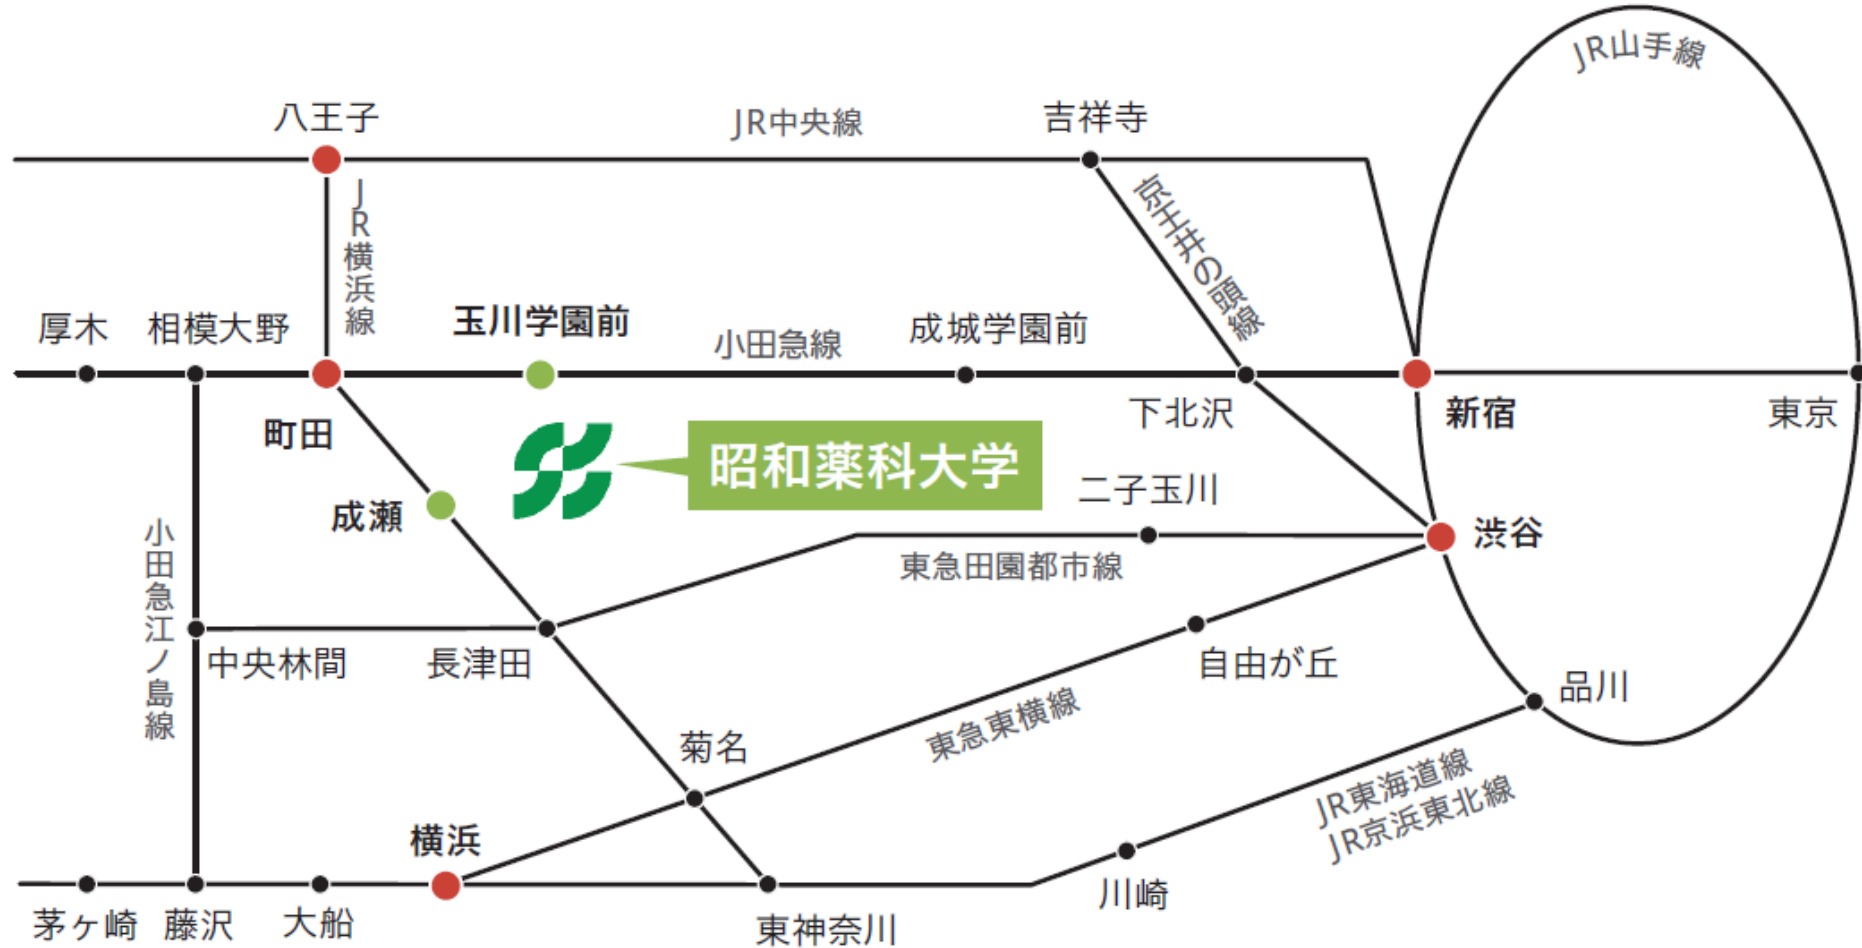 JR山手線
八王子
JR中央線
吉祥寺
JR横浜線
京王井の頭線
厚木
相模大野
玉川学園前
小田急線
成城学園前
町田
下北沢
新宿
東京
昭和薬科大学
成瀬
二子玉川
渋谷
小田急江ノ島線
東急田園都市線
中央林間
長津田
自由が丘
品川
東急東横線
菊名
JR東海道線
JR京浜東北線
横浜
川崎
茅ヶ崎
藤沢
大船
東神奈川